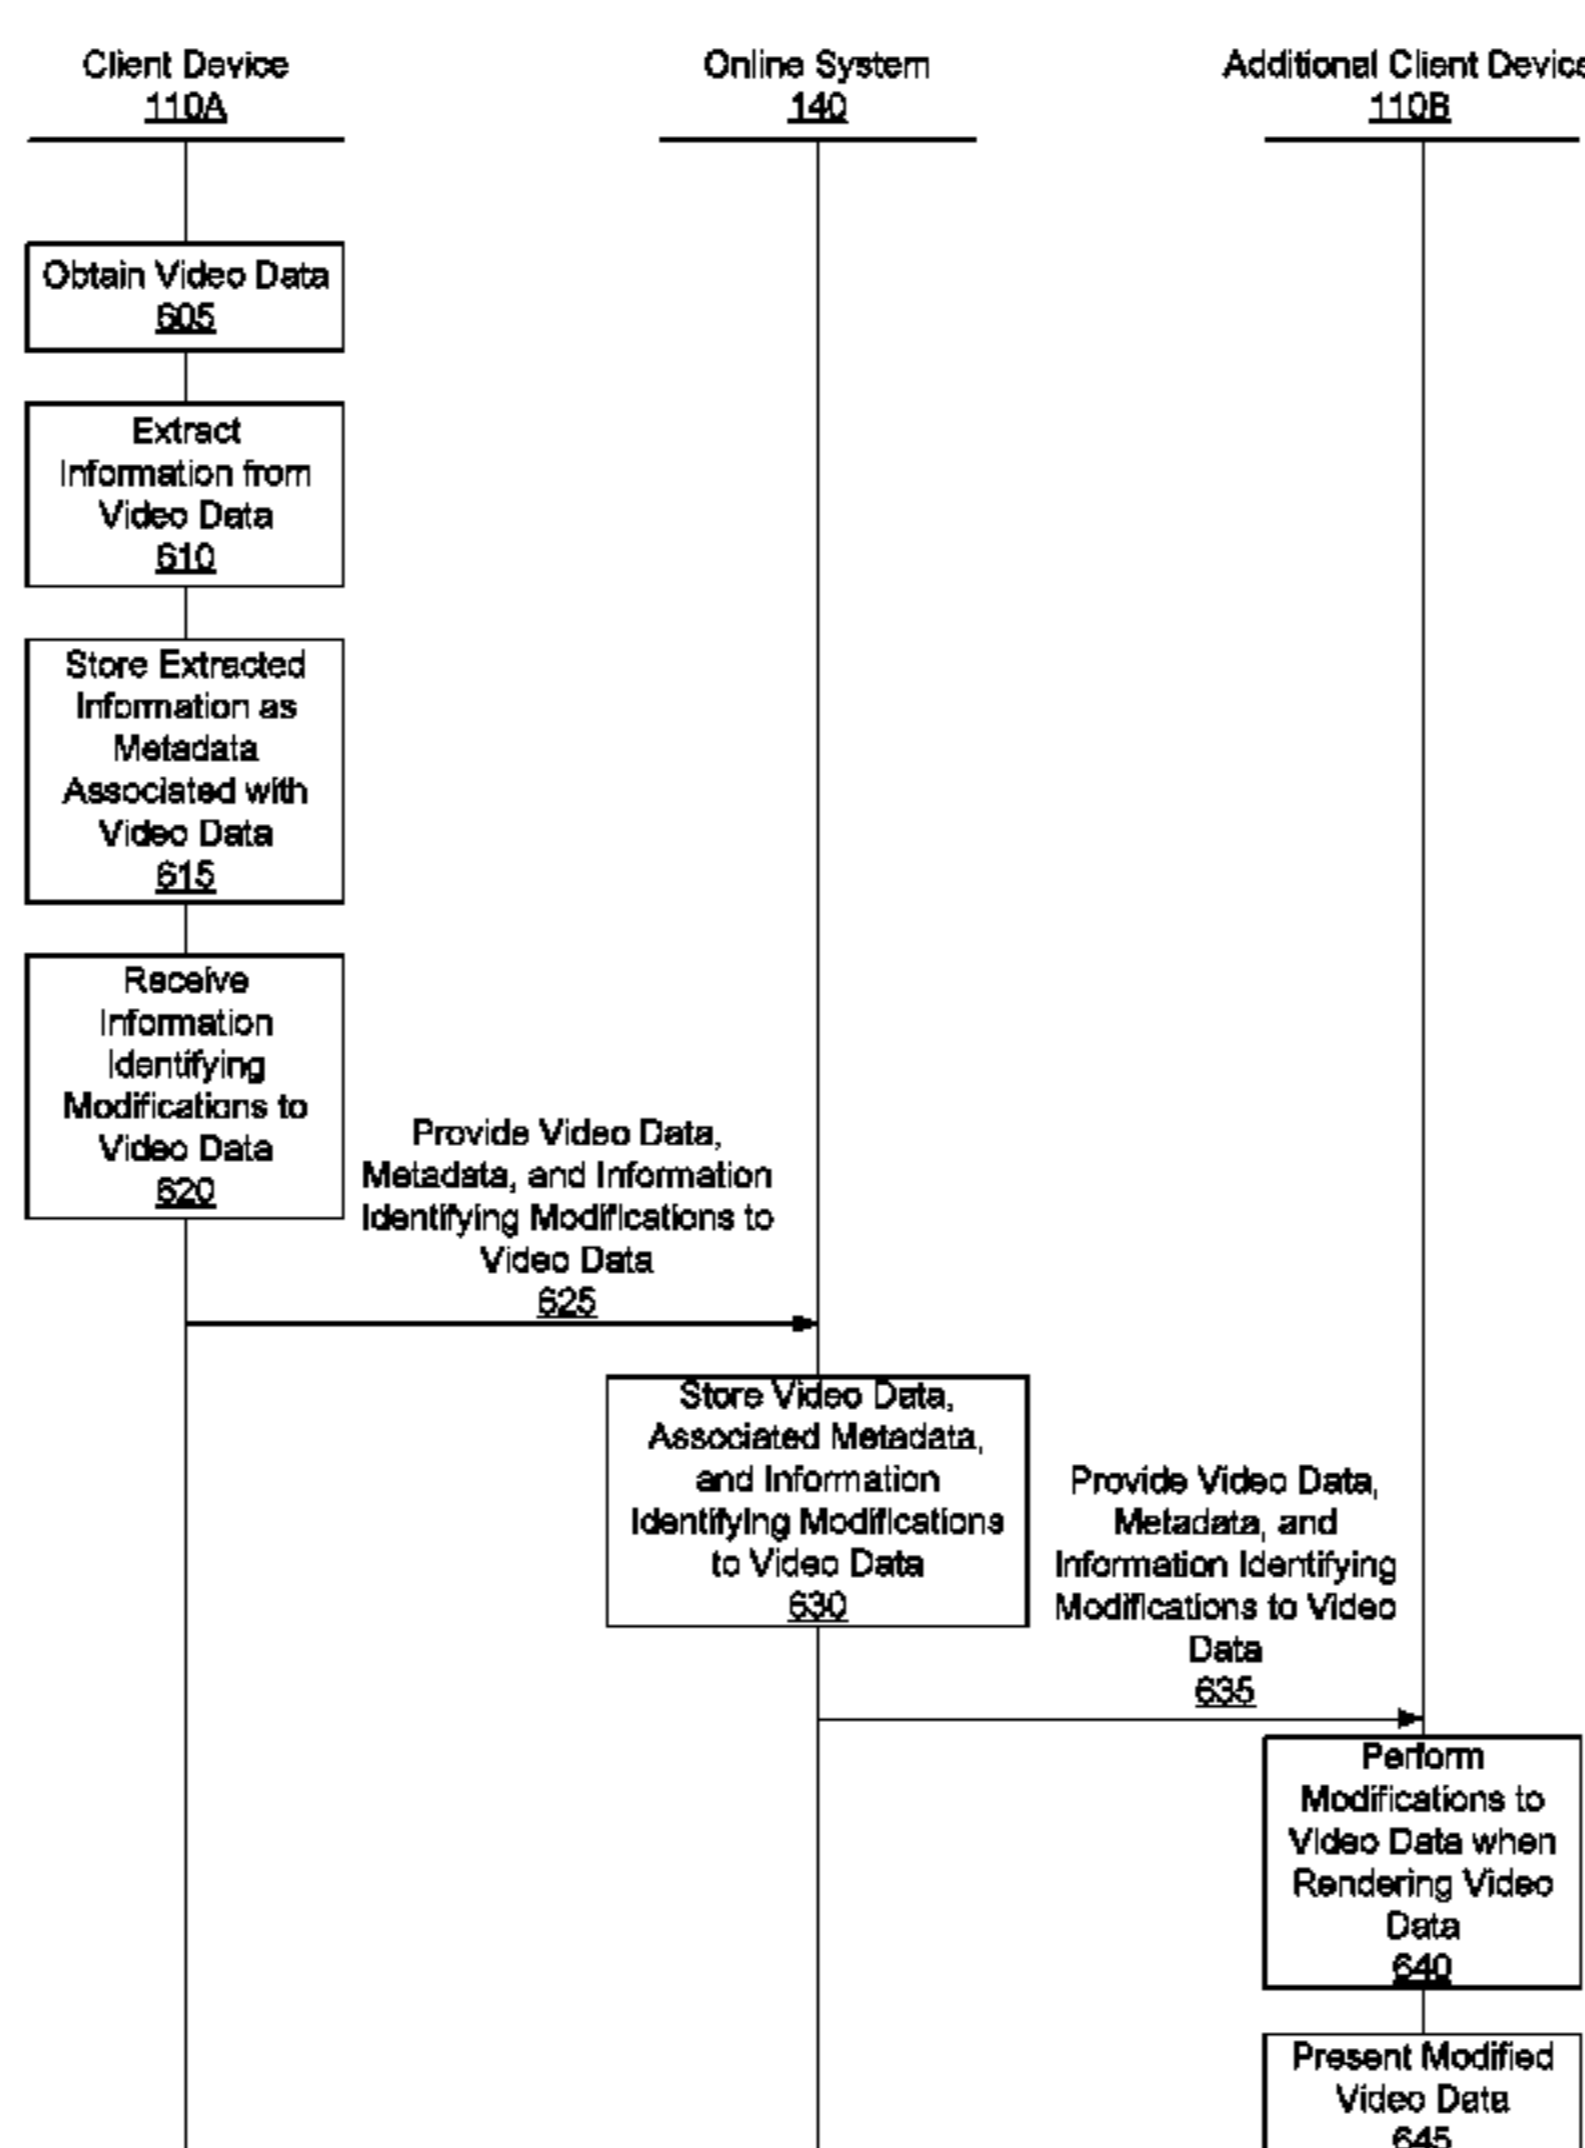 Client Device
110A
Online System
140
Additional Client Device
110B
Obtain Video Data
605
Extract
Information from
Video Data
610
Store Extracted
Information as
Metadata
Associated with
Video Data
615
Receive
Information
Identifying
Modifications to
Video Data
620
Provide Video Data,
Metadata, and Information
Identifying Modifications to
Video Data
625
Store Video Data,
Associated Metadata,
and Information
Identifying Modifications
to Video Data
630
Provide Video Data,
Metadata, and
Information Identifying
Modifications to Video
Data
635
Perform
Modifications to
Video Data when
Rendering Video
Data
640
Present Modified
Video Data
645